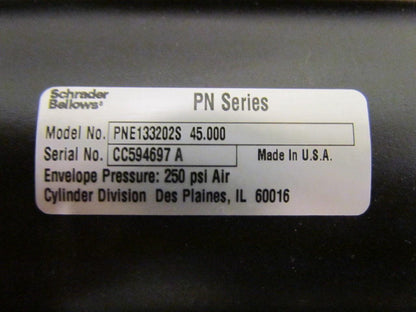 Schrader
Bellows®
PN Series
Model No. PNE133202S 45.000
Serial No. CC594697 A Made In U.S.A.
Envelope Pressure: 250 psi Air
Cylinder Division Des Plaines, IL 60016